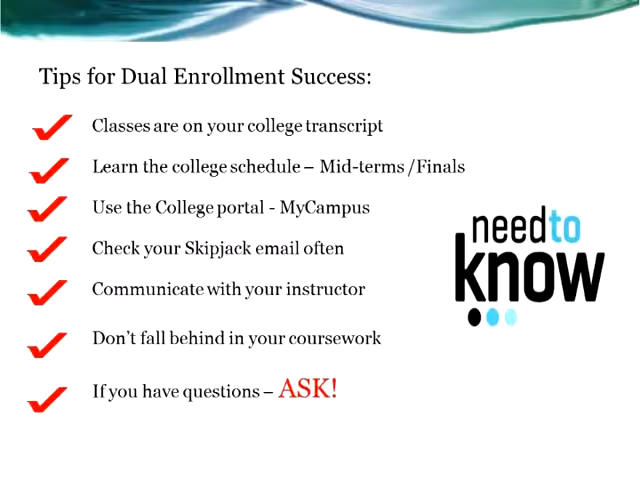 Tips for Dual Enrollment Success:
Classes are on your college transcript
Learn the college schedule – Mid-terms /Finals
Use the College portal - MyCampus
Check your Skipjack email often
Communicate with your instructor
Don't fall behind in your coursework
If you have questions – ASK!
needto
know